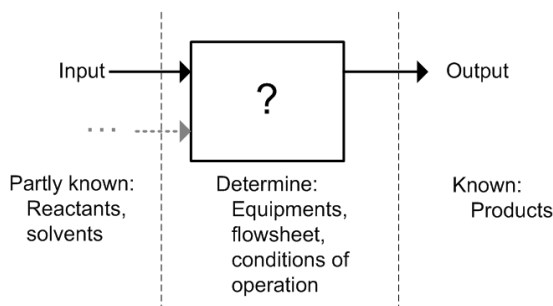 Input
?
Output
...
Partly known:
Reactants,
solvents
Determine:
Equipments,
flowsheet,
conditions of
operation
Known:
Products